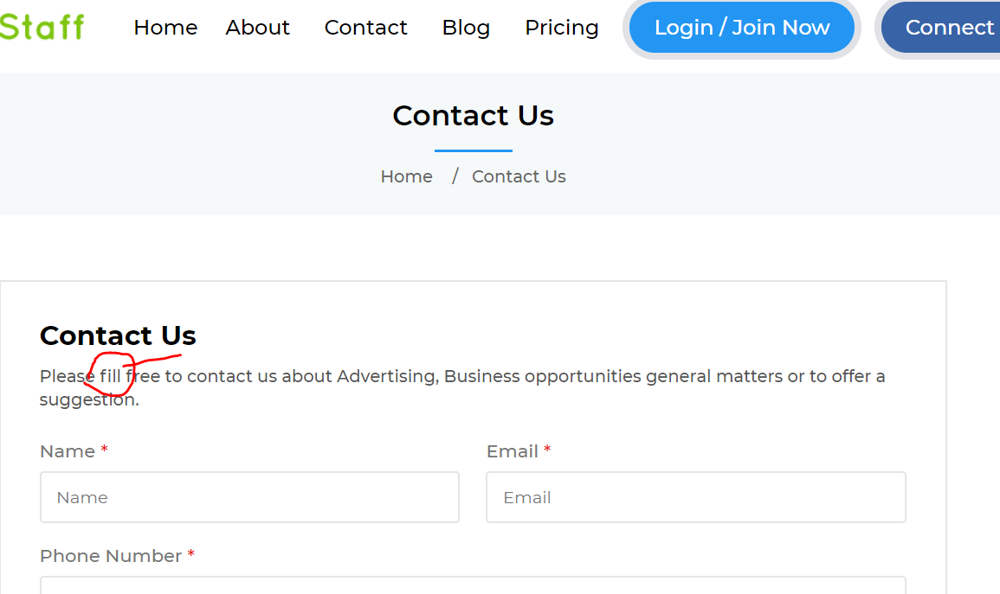 Staff Home About Contact Blog Pricing Login / Join Now Connect
Contact Us
Home / Contact Us
Contact Us
Please fill free to contact us about Advertising, Business opportunities general matters or to offer a
suggestion.
Name * Email *
Name Email
Phone Number *